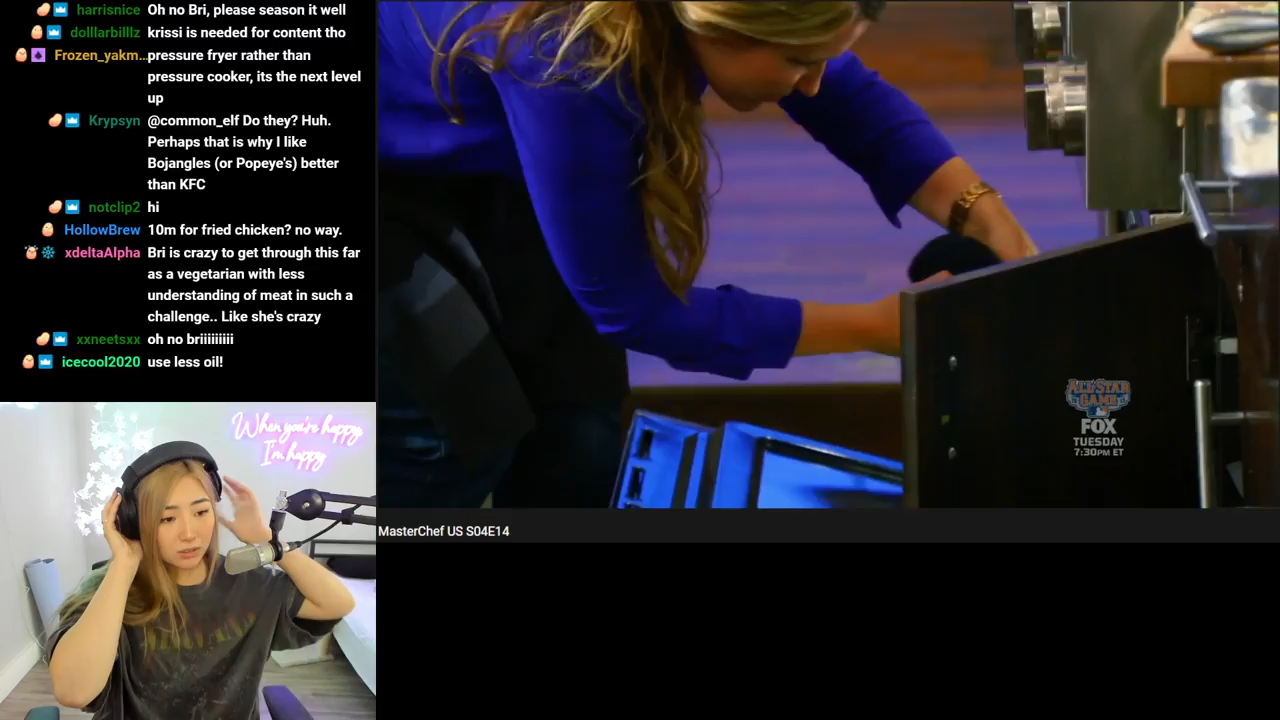 harrisnice Oh no Bri, please season it well
dolllarbilllz krissi is needed for content tho
Frozen_yakm... pressure fryer rather than
pressure cooker, its the next level
up
Krypsyn @common_elf Do they? Huh.
Perhaps that is why I like
Bojangles (or Popeye's) better
than KFC
notclip2 hi
HollowBrew 10m for fried chicken? no way.
xdeltaAlpha Bri is crazy to get through this far
as a vegetarian with less
understanding of meat in such a
challenge.. Like she's crazy
xxneetsxx oh no briiiiiiiii
icecool2020 use less oil!
When you're happy
I'm happy
ALL-STAR
GAME
FOX
TUESDAY
7:30PM ET
MasterChef US S04E14